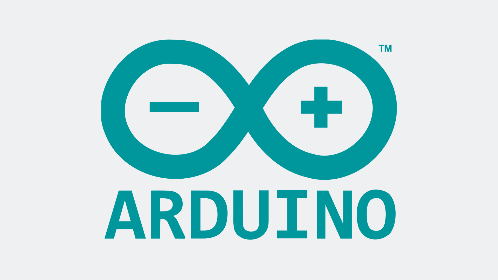 ™
− +
ARDUINO